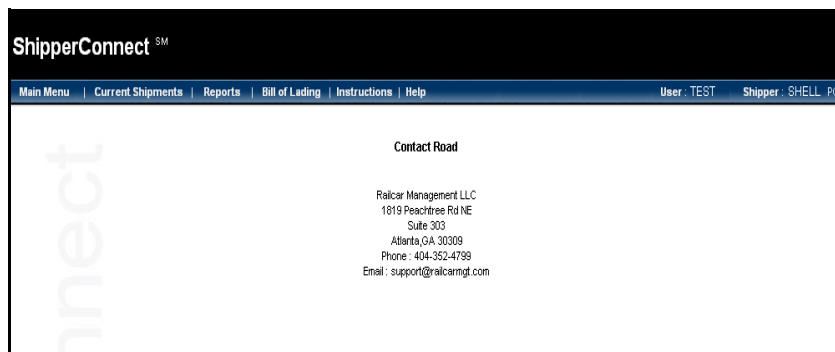 ShipperConnect SM
Main Menu | Current Shipments | Reports | Bill of Lading | Instructions | Help User : TEST Shipper : SHELL PC
Contact Road
Railcar Management LLC
1819 Peachtree Rd NE
Suite 303
Atlanta,GA 30309
Phone : 404-352-4799
Email : support@railcarmgt.com
nnect